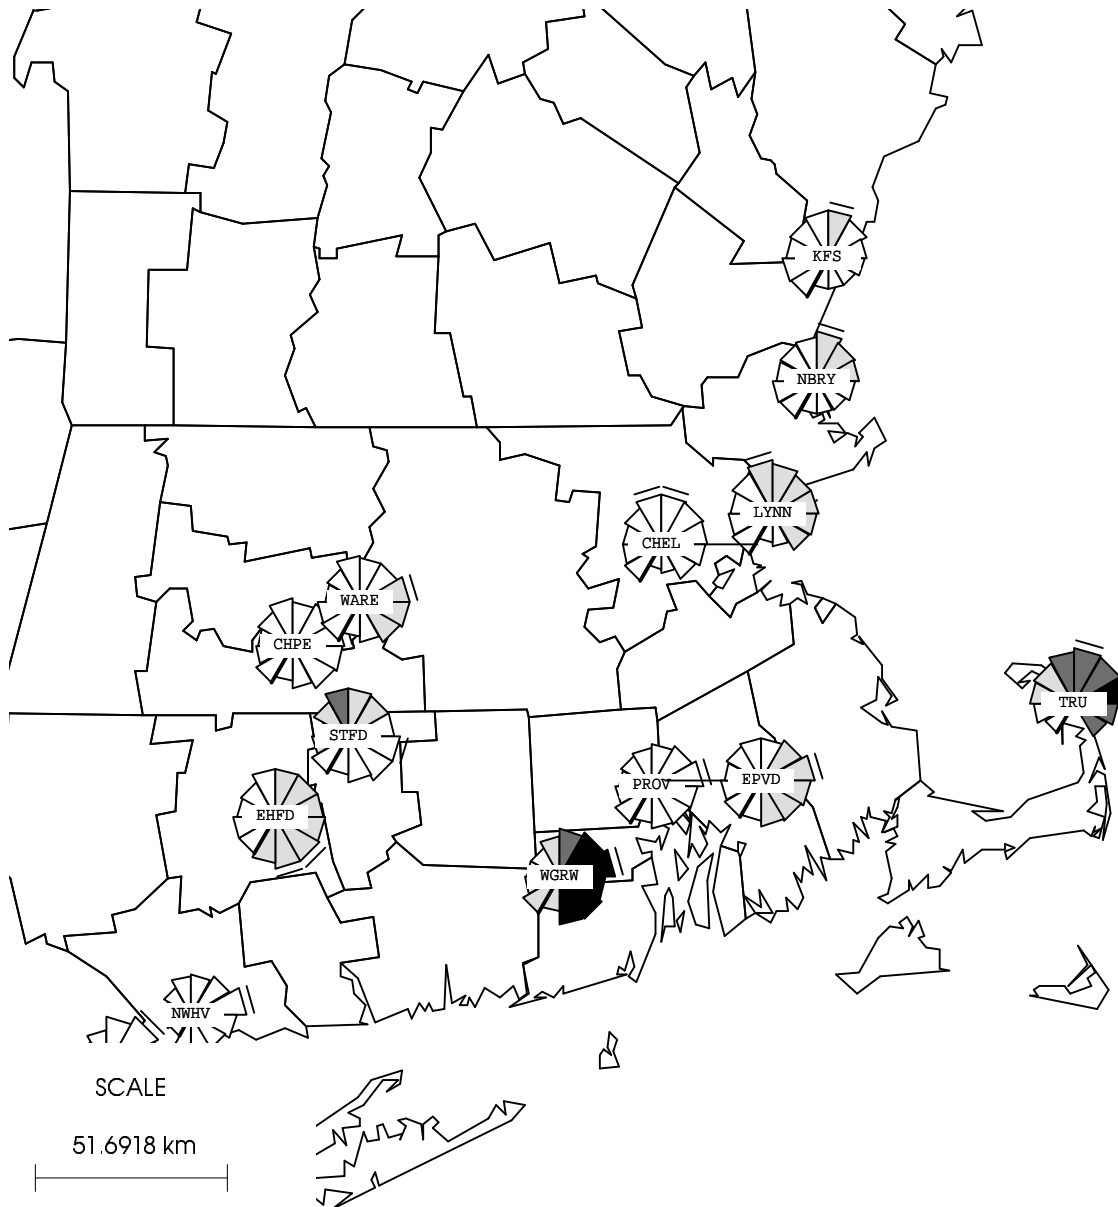 KFS
NBRY
LYNN
CHEL
WARE
CHPE
TRU
STFD
PROV
EPVD
EHFD
WGRW
NWHV
SCALE
51.6918 km